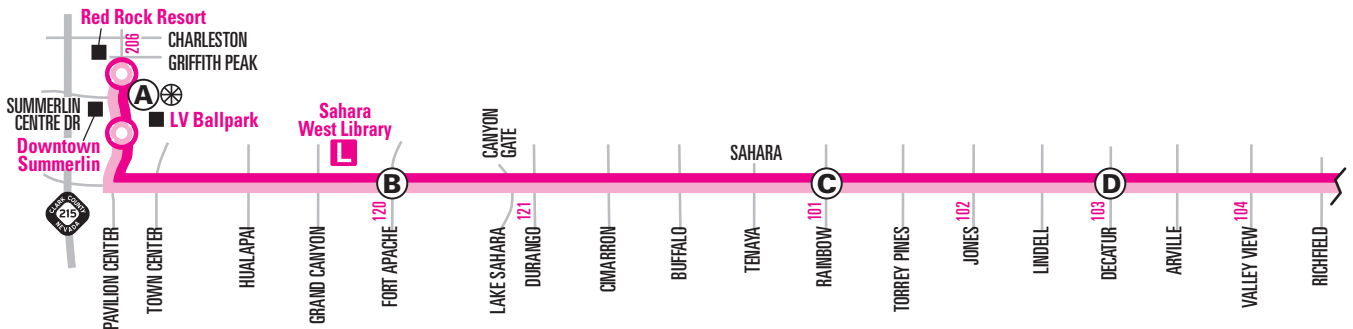 Red Rock Resort
206
CHARLESTON
GRIFFITH PEAK
A
SUMMERLIN
CENTRE DR
LV Ballpark
Downtown
Summerlin
Sahara
West Library
L
CANYON
GATE
SAHARA
B
C
D
CLARK COUNTY
215
NEVADA
PAVILION CENTER
TOWN CENTER
HUALAPAI
GRAND CANYON
120
FORT APACHE
LAKE SAHARA
121
DURANGO
CIMARRON
BUFFALO
TENAYA
101
RAINBOW
TORREY PINES
102
JONES
LINDELL
103
DECATUR
ARVILLE
104
VALLEY VIEW
RICHFIELD